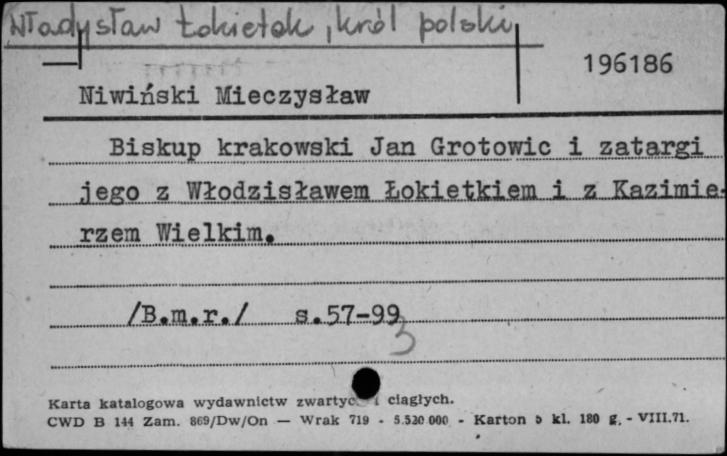 Władysław Łokietek, król polski
196186
Niwiński Mieczysław
Biskup krakowski Jan Grotowic i zatargi
jego z Włodzisławem Łokietkiem i z Kazimie-
rzem Wielkim.
/B.m.r./ s.57-99
3
Karta katalogowa wydawnictw zwartych i ciągłych.
CWD B 144 Zam. 869/Dw/On — Wrak 719 - 5.520 000 - Karton 5 kl. 180 g. - VIII.71.